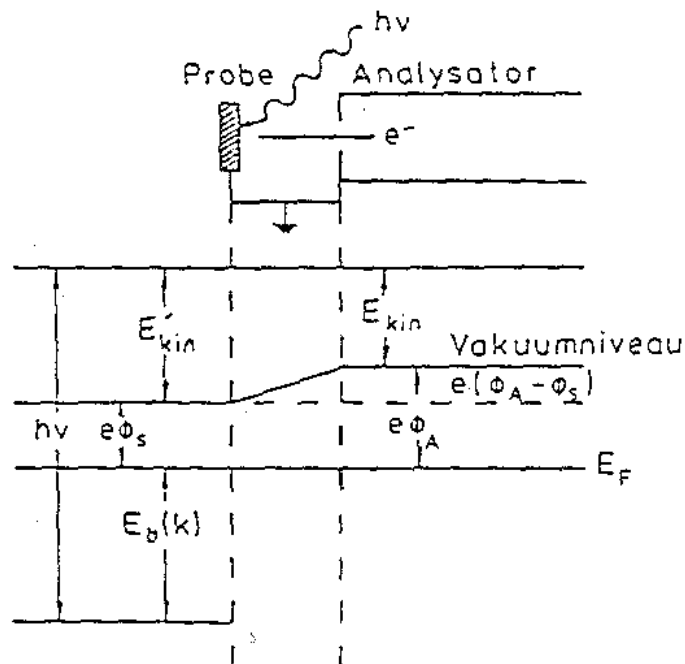 hν
Probe
Analysator
e⁻
E'kin
Ekin
Vakuumniveau
e(ϕA-ϕS)
hν
eϕS
eϕA
EF
Eb(k)